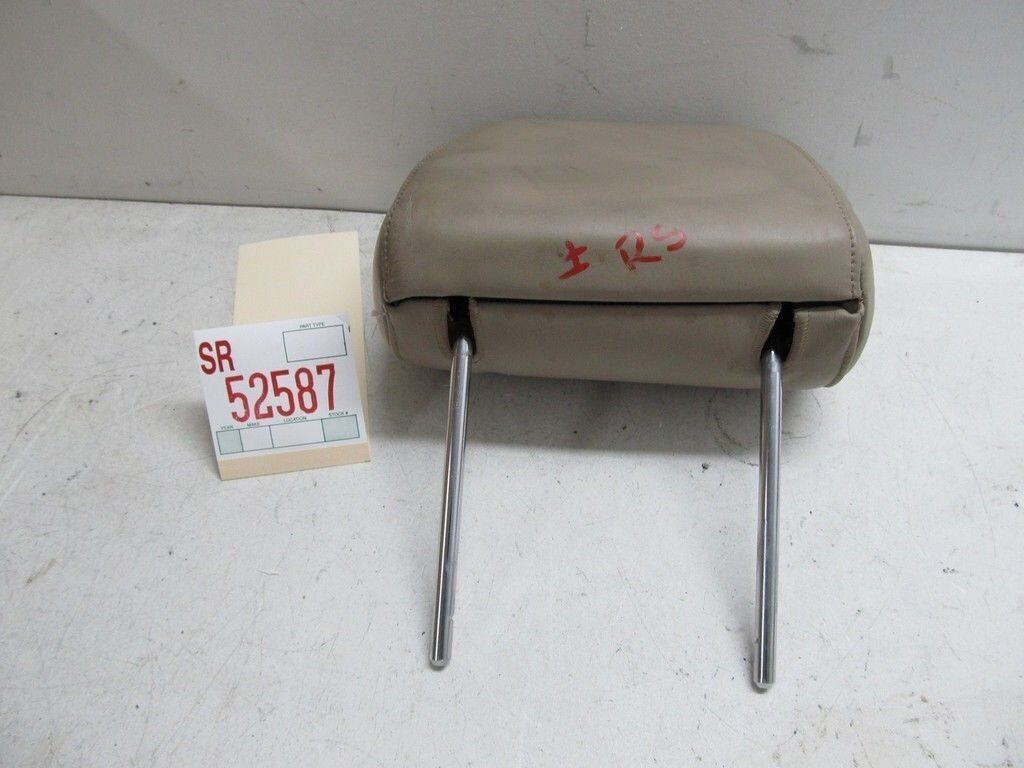 PART TYPE
SR
52587
YEAR MAKE LOCATION STOCK #
± RS